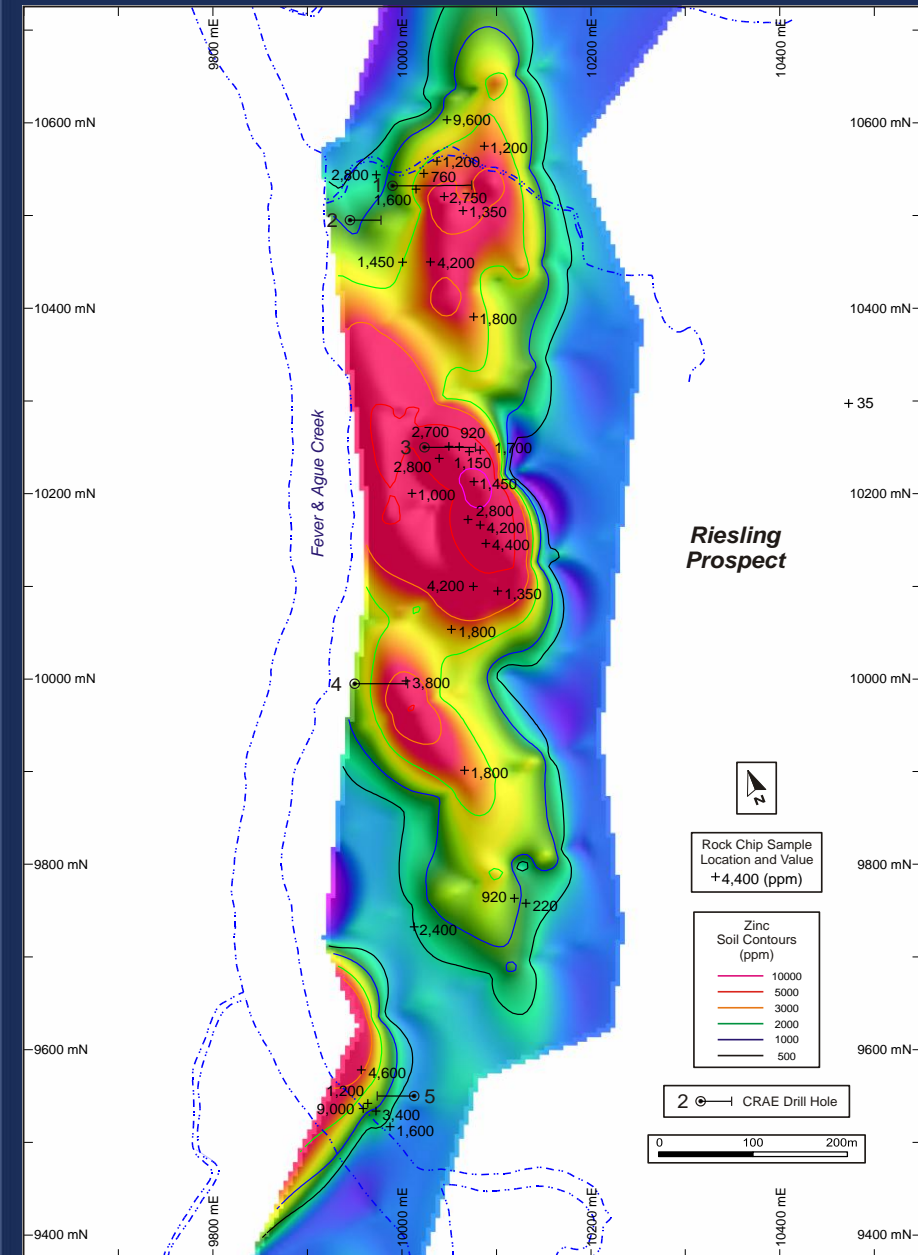 9800 mE
10000 mE
10200 mE
10400 mE
10600 mN
10600 mN
9,600
1,200
1,200
2,800
760
1
1,600
2,750
1,350
2
1,450
4,200
10400 mN
10400 mN
1,800
35
Fever & Ague Creek
2,700
920
3
1,700
2,800
1,150
1,450
10200 mN
10200 mN
1,000
2,800
4,200
4,400
Riesling
Prospect
4,200
1,350
1,800
10000 mN
10000 mN
4
3,800
1,800
N
Rock Chip Sample
Location and Value
+4,400 (ppm)
9800 mN
9800 mN
920
220
2,400
Zinc
Soil Contours
(ppm)
10000
5000
3000
2000
1000
500
9600 mN
9600 mN
4,600
1,200
5
9,000
3,400
1,600
2
CRAE Drill Hole
0
100
200m
9800 mE
10000 mE
10200 mE
10400 mE
9400 mN
9400 mN